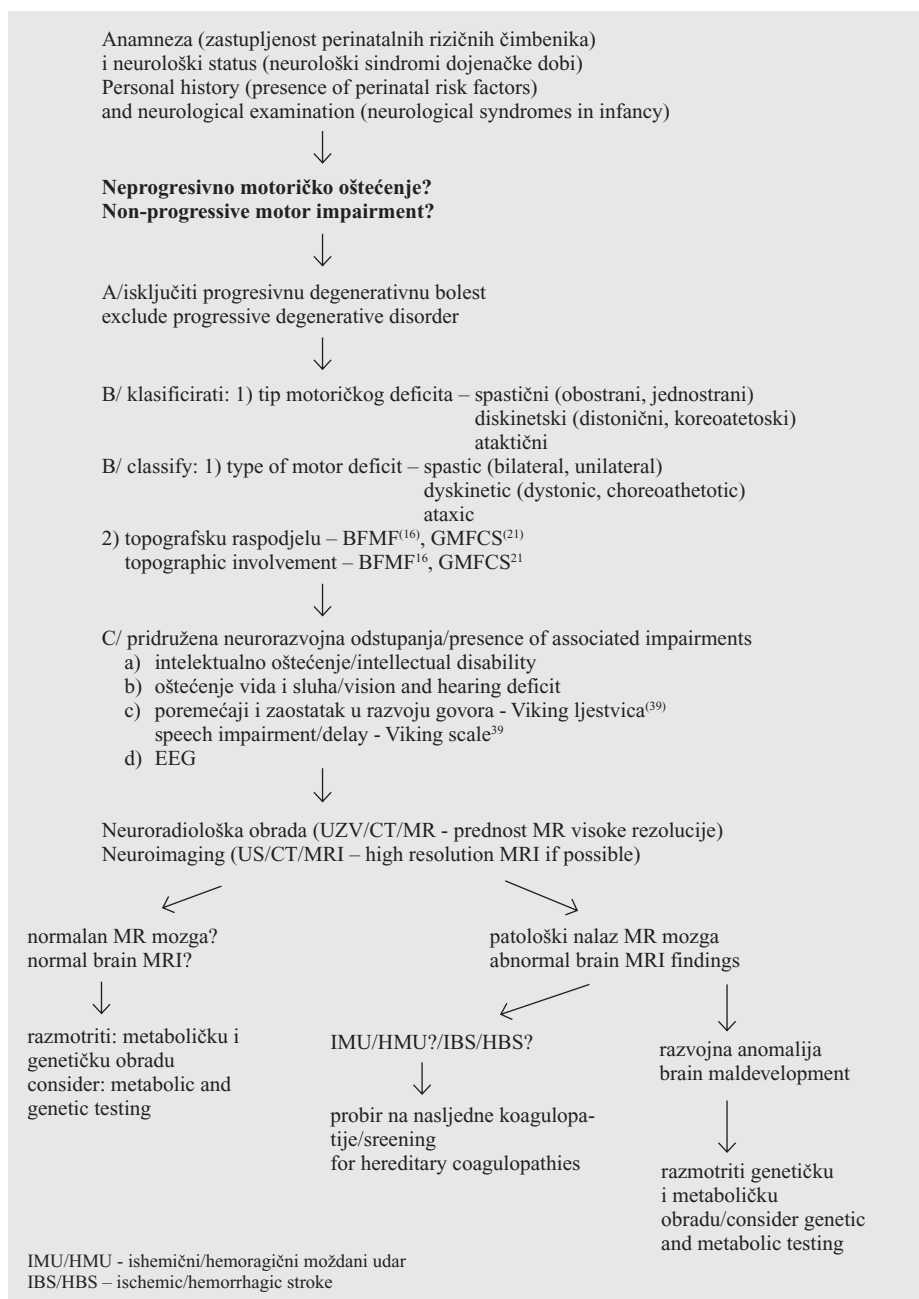 Anamneza (zastupljenost perinatalnih rizičnih čimbenika)
i neurološki status (neurološki sindromi dojenačke dobi)
Personal history (presence of perinatal risk factors)
and neurological examination (neurological syndromes in infancy)
Neprogresivno motoričko oštećenje?
Non-progressive motor impairment?
A/isključiti progresivnu degenerativnu bolest
exclude progressive degenerative disorder
B/ klasificirati: 1) tip motoričkog deficita – spastični (obostrani, jednostrani)
diskinetski (distonični, koreoatetoski)
ataktični
B/ classify: 1) type of motor deficit – spastic (bilateral, unilateral)
dyskinetic (dystonic, choreoathetotic)
ataxic
2) topografsku raspodjelu – BFMF(16), GMFCS(21)
topographic involvement – BFMF16, GMFCS21
C/ pridružena neurorazvojna odstupanja/presence of associated impairments
a) intelektualno oštećenje/intellectual disability
b) oštećenje vida i sluha/vision and hearing deficit
c) poremećaji i zaostatak u razvoju govora - Viking ljestvica(39)
speech impairment/delay - Viking scale39
d) EEG
Neuroradiološka obrada (UZV/CT/MR - prednost MR visoke rezolucije)
Neuroimaging (US/CT/MRI – high resolution MRI if possible)
normalan MR mozga?
normal brain MRI?
razmotriti: metaboličku i
genetičku obradu
consider: metabolic and
genetic testing
patološki nalaz MR mozga
abnormal brain MRI findings
IMU/HMU?/IBS/HBS?
probir na nasljedne koagulopa-
tije/sreening
for hereditary coagulopathies
razvojna anomalija
brain maldevelopment
razmotriti genetičku
i metaboličku
obradu/consider genetic
and metabolic testing
IMU/HMU - ishemični/hemoragični moždani udar
IBS/HBS – ischemic/hemorrhagic stroke